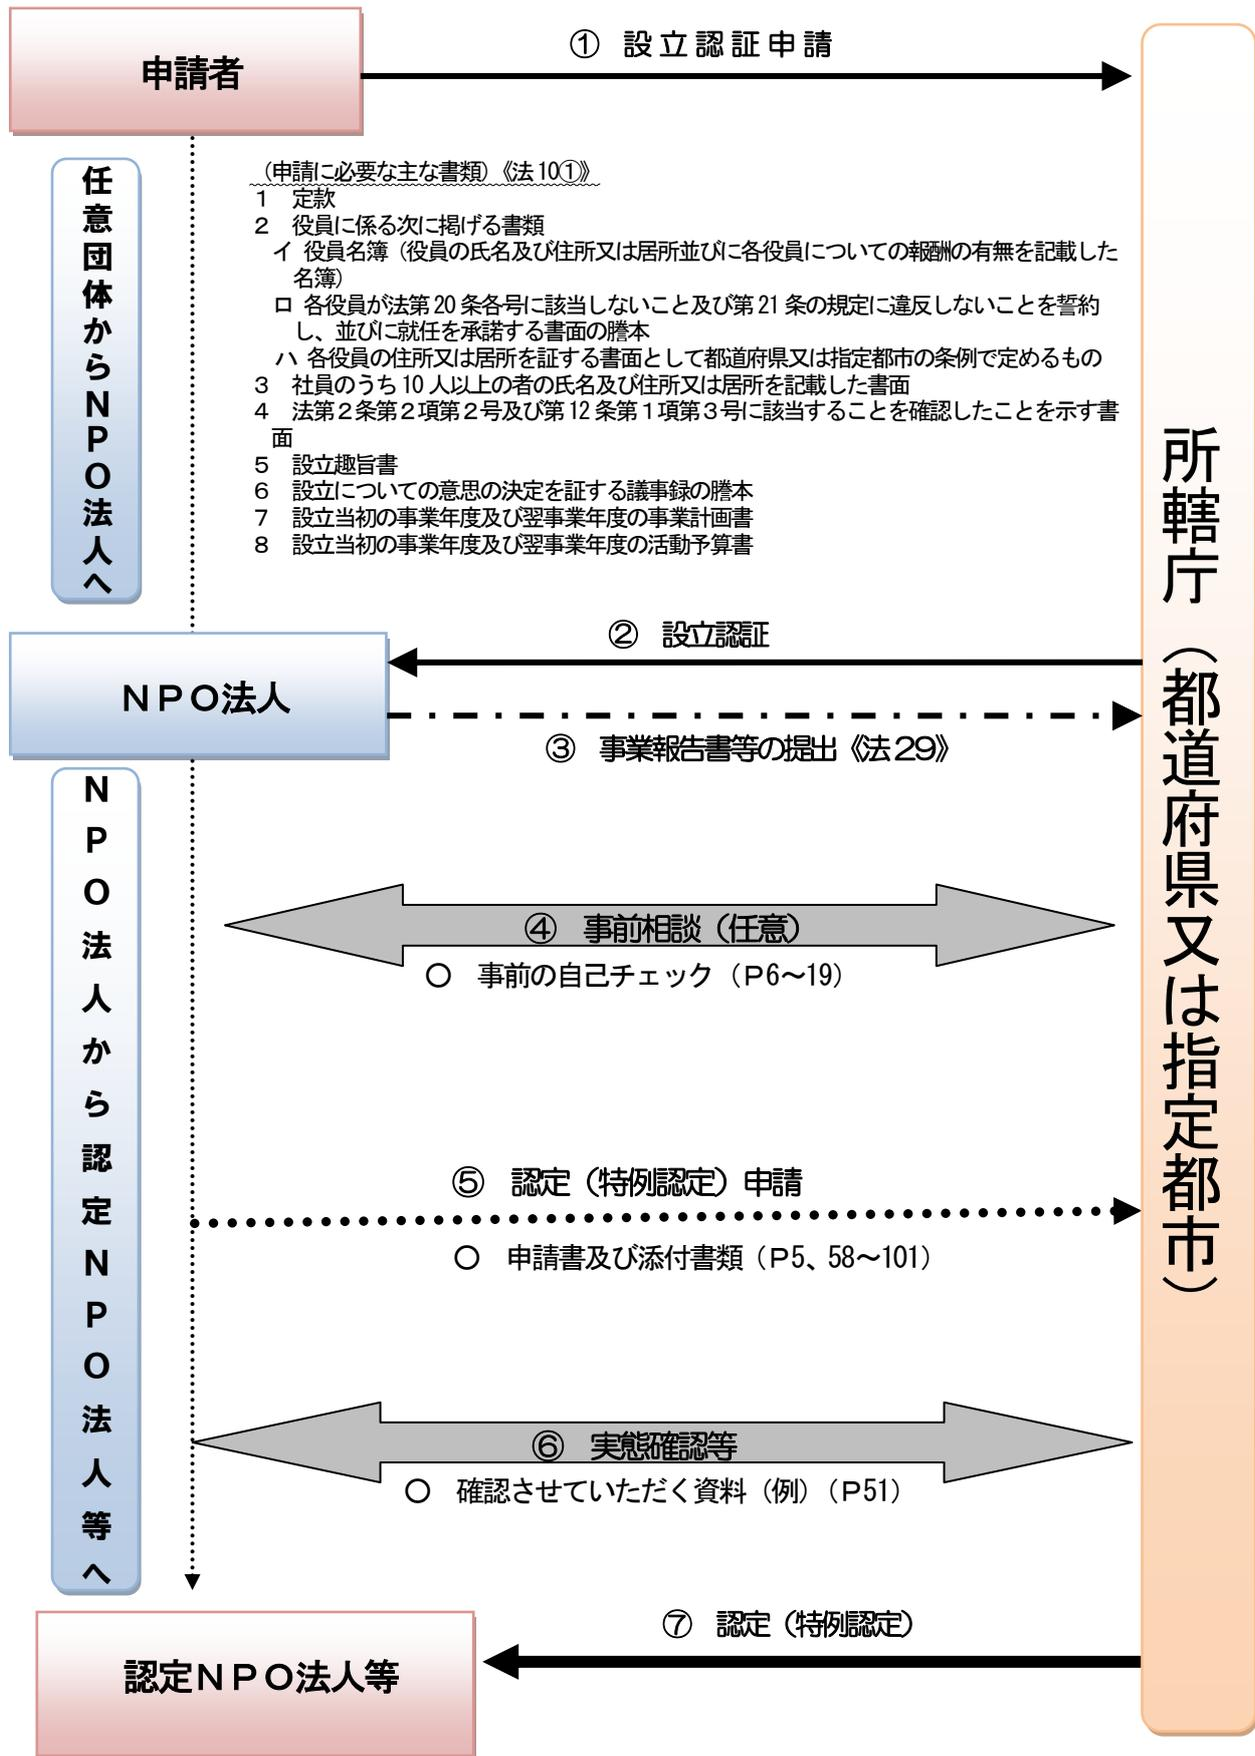 申請者
① 設立認証申請
任意団体からNPO法人へ
（申請に必要な主な書類）《法10①》
1 定款
2 役員に係る次に掲げる書類
イ 役員名簿（役員の氏名及び住所又は居所並びに各役員についての報酬の有無を記載した
名簿）
ロ 各役員が法第20条各号に該当しないこと及び第21条の規定に違反しないことを誓約
し、並びに就任を承諾する書面の謄本
ハ 各役員の住所又は居所を証する書面として都道府県又は指定都市の条例で定めるもの
3 社員のうち10人以上の者の氏名及び住所又は居所を記載した書面
4 法第２条第２項第２号及び第12条第１項第３号に該当することを確認したことを示す書
面
5 設立趣旨書
6 設立についての意思の決定を証する議事録の謄本
7 設立当初の事業年度及び翌事業年度の事業計画書
8 設立当初の事業年度及び翌事業年度の活動予算書
所轄庁（都道府県又は指定都市）
② 設立認証
ＮＰＯ法人
③ 事業報告書等の提出《法29》
NPO法人から認定NPO法人等へ
④ 事前相談（任意）
○ 事前の自己チェック（Ｐ6～19）
⑤ 認定（特例認定）申請
○ 申請書及び添付書類（Ｐ5、58～101）
⑥ 実態確認等
○ 確認させていただく資料（例）（Ｐ51）
⑦ 認定（特例認定）
認定ＮＰＯ法人等